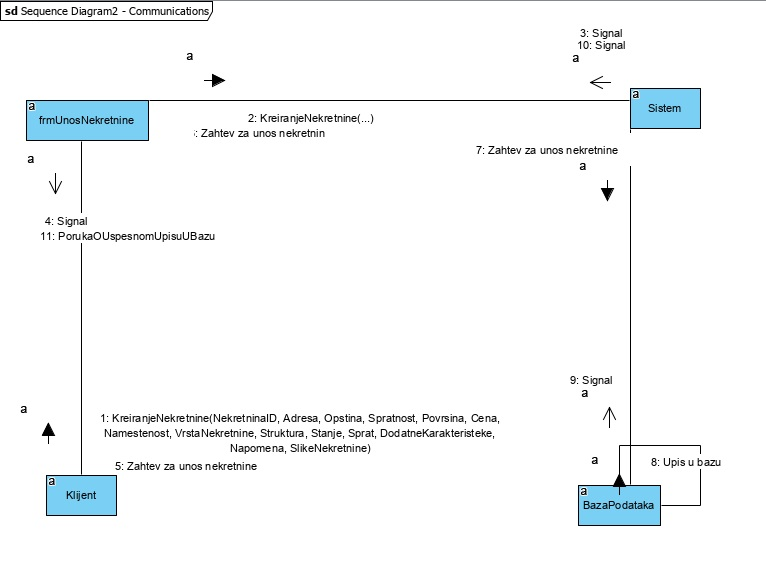 sd Sequence Diagram2 - Communications
3: Signal
10: Signal
a
a
a
frmUnosNekretnine
a
Sistem
2: KreiranjeNekretnine(...)
: Zahtev za unos nekretnin
7: Zahtev za unos nekretnine
a
a
4: Signal
11: PorukaOUspesnomUpisuUBazu
9: Signal
a
a
1: KreiranjeNekretnine(NekretninaID, Adresa, Opstina, Spratnost, Povrsina, Cena,
Namestenost, VrstaNekretnine, Struktura, Stanje, Sprat, DodatneKarakteristeke,
Napomena, SlikeNekretnine)
5: Zahtev za unos nekretnine
a
8: Upis u bazu
a
Klijent
a
BazaPodataka